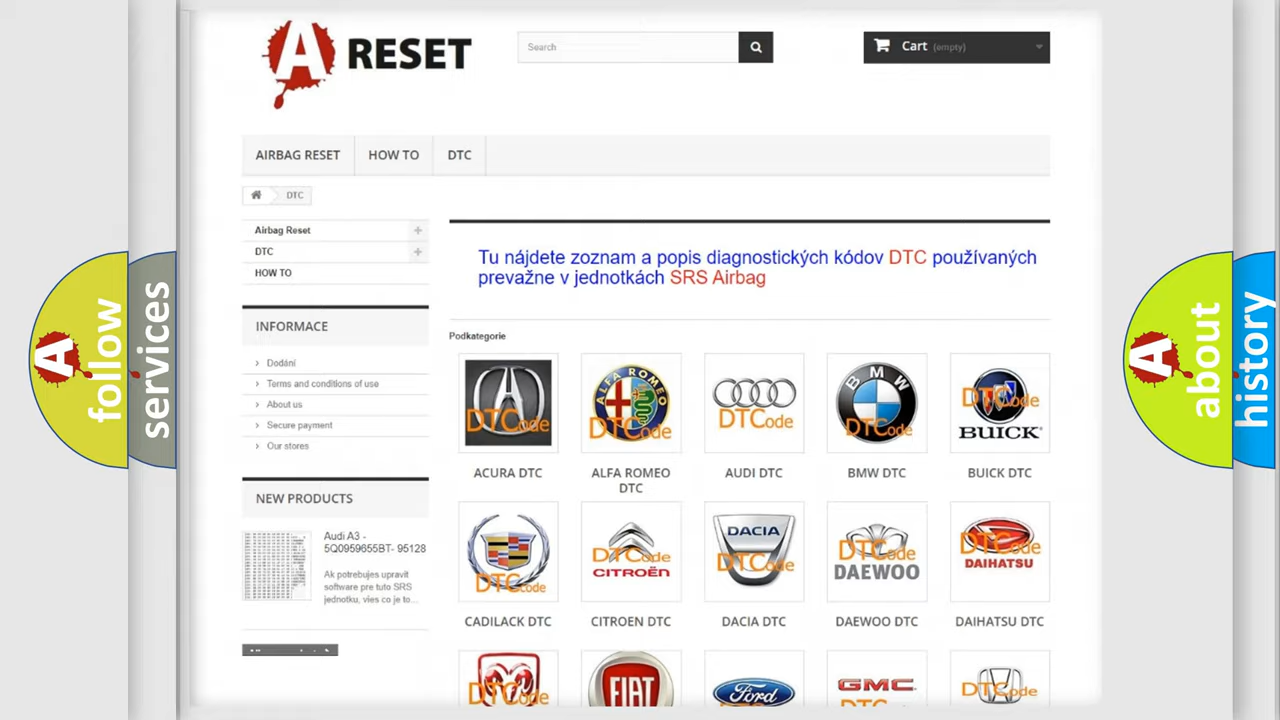 A RESET
Search
Cart (empty)
AIRBAG RESET
HOW TO
DTC
DTC
Airbag Reset
DTC
HOW TO
INFORMACE
Dodání
Terms and conditions of use
About us
Secure payment
Our stores
NEW PRODUCTS
Audi A3 -
5Q0959655BT- 95128
Ak potrebujes upravit
software pre tuto SRS
jednotku, vies co je to...
Tu nájdete zoznam a popis diagnostických kódov DTC používaných
prevažne v jednotkách SRS Airbag
Podkategorie
DTCode
ALFA ROMEO
DTCode
DTCode
BMW
DTCode
DTCode
BUICK
ACURA DTC
ALFA ROMEO
DTC
AUDI DTC
BMW DTC
BUICK DTC
DTCode
DTCode
CITROËN
DACIA
DTCode
DTCode
DAEWOO
DTCode
DAIHATSU
CADILACK DTC
CITROEN DTC
DACIA DTC
DAEWOO DTC
DAIHATSU DTC
DTCode
FIAT
Ford
GMC
DTCode
A follow
services
A about
history